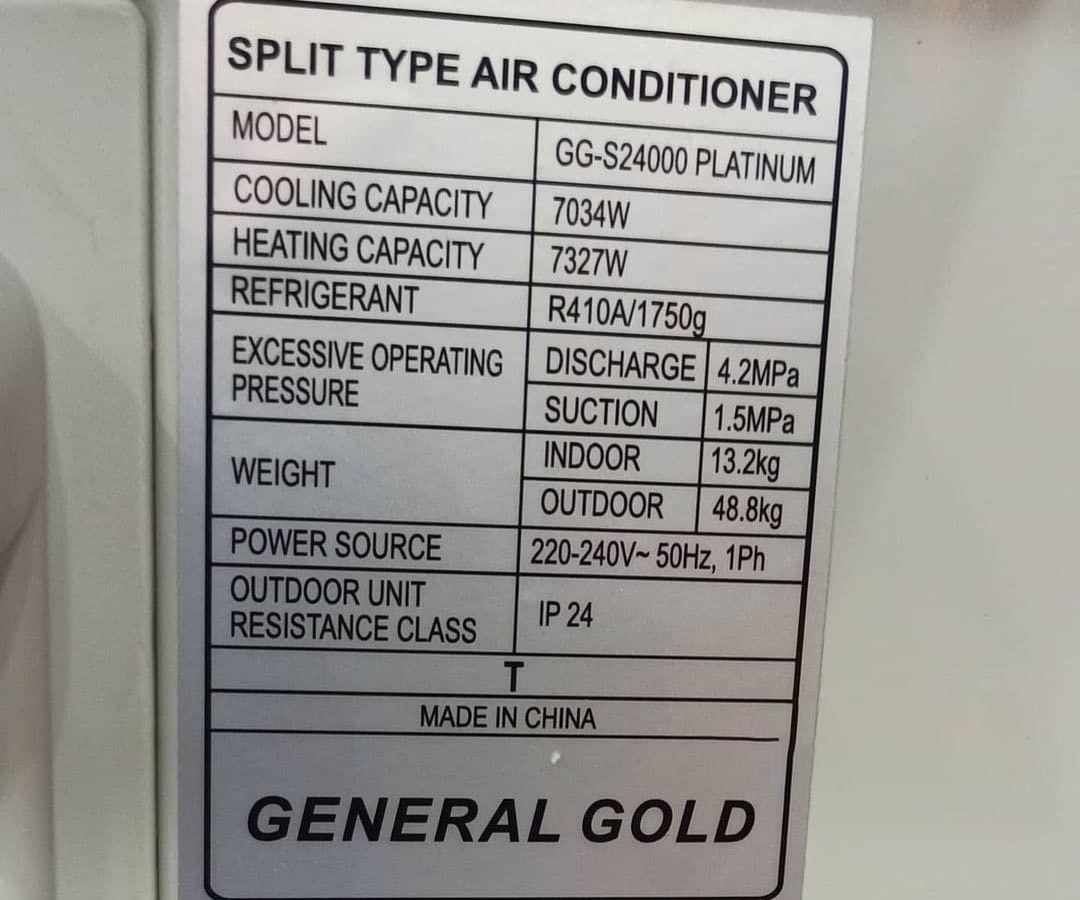 SPLIT TYPE AIR CONDITIONER
MODEL GG-S24000 PLATINUM
COOLING CAPACITY 7034W
HEATING CAPACITY 7327W
REFRIGERANT R410A/1750g
EXCESSIVE OPERATING PRESSURE DISCHARGE 4.2MPa
SUCTION 1.5MPa
WEIGHT INDOOR 13.2kg
OUTDOOR 48.8kg
POWER SOURCE 220-240V~ 50Hz, 1Ph
OUTDOOR UNIT RESISTANCE CLASS IP 24
T
MADE IN CHINA
GENERAL GOLD